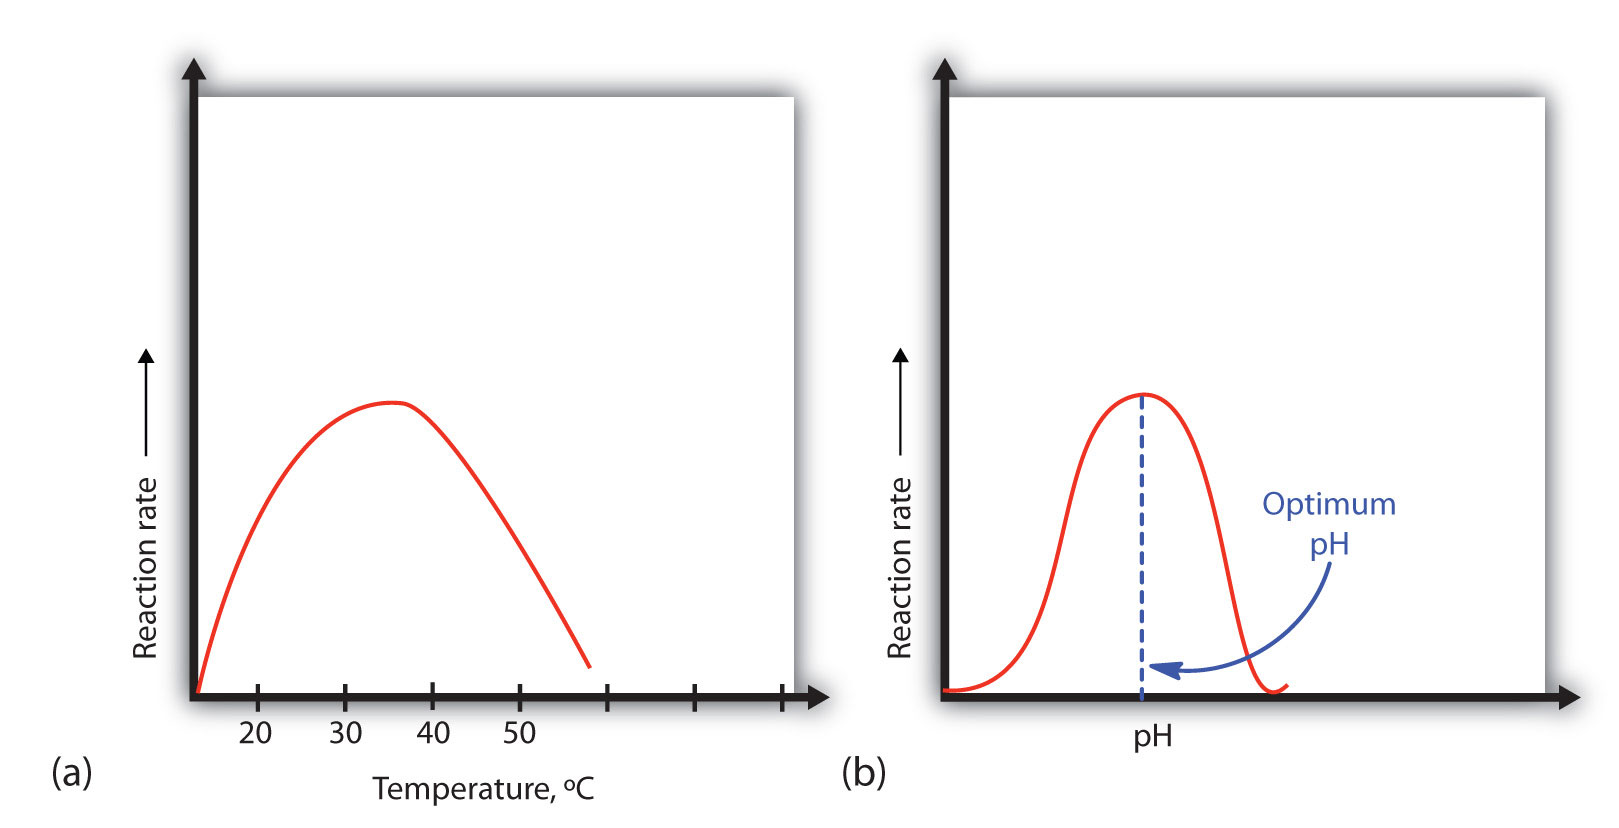 Reaction rate
20 30 40 50
Temperature, ºC
(a)
Reaction rate
Optimum
pH
pH
(b)